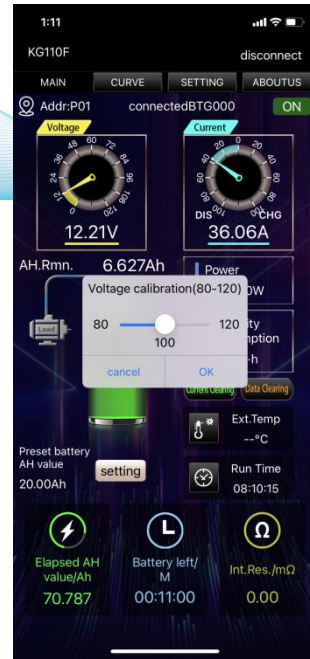 1:11
KG110F
disconnect
MAIN CURVE SETTING ABOUTUS
Addr:P01 connectedBTG000 ON
Voltage
Current
12.21V
DIS CHG
36.06A
AH.Rmn. 6.627Ah
Power
Voltage calibration(80-120)
80 120
100
cancel OK
Load
Current Clearing Data Clearing
Ext.Temp
--°C
Preset battery
AH value
20.00Ah
setting
Run Time
08:10:15
Elapsed AH
value/Ah
70.787
Battery left/
M
00:11:00
Ω
Int.Res./mΩ
0.00